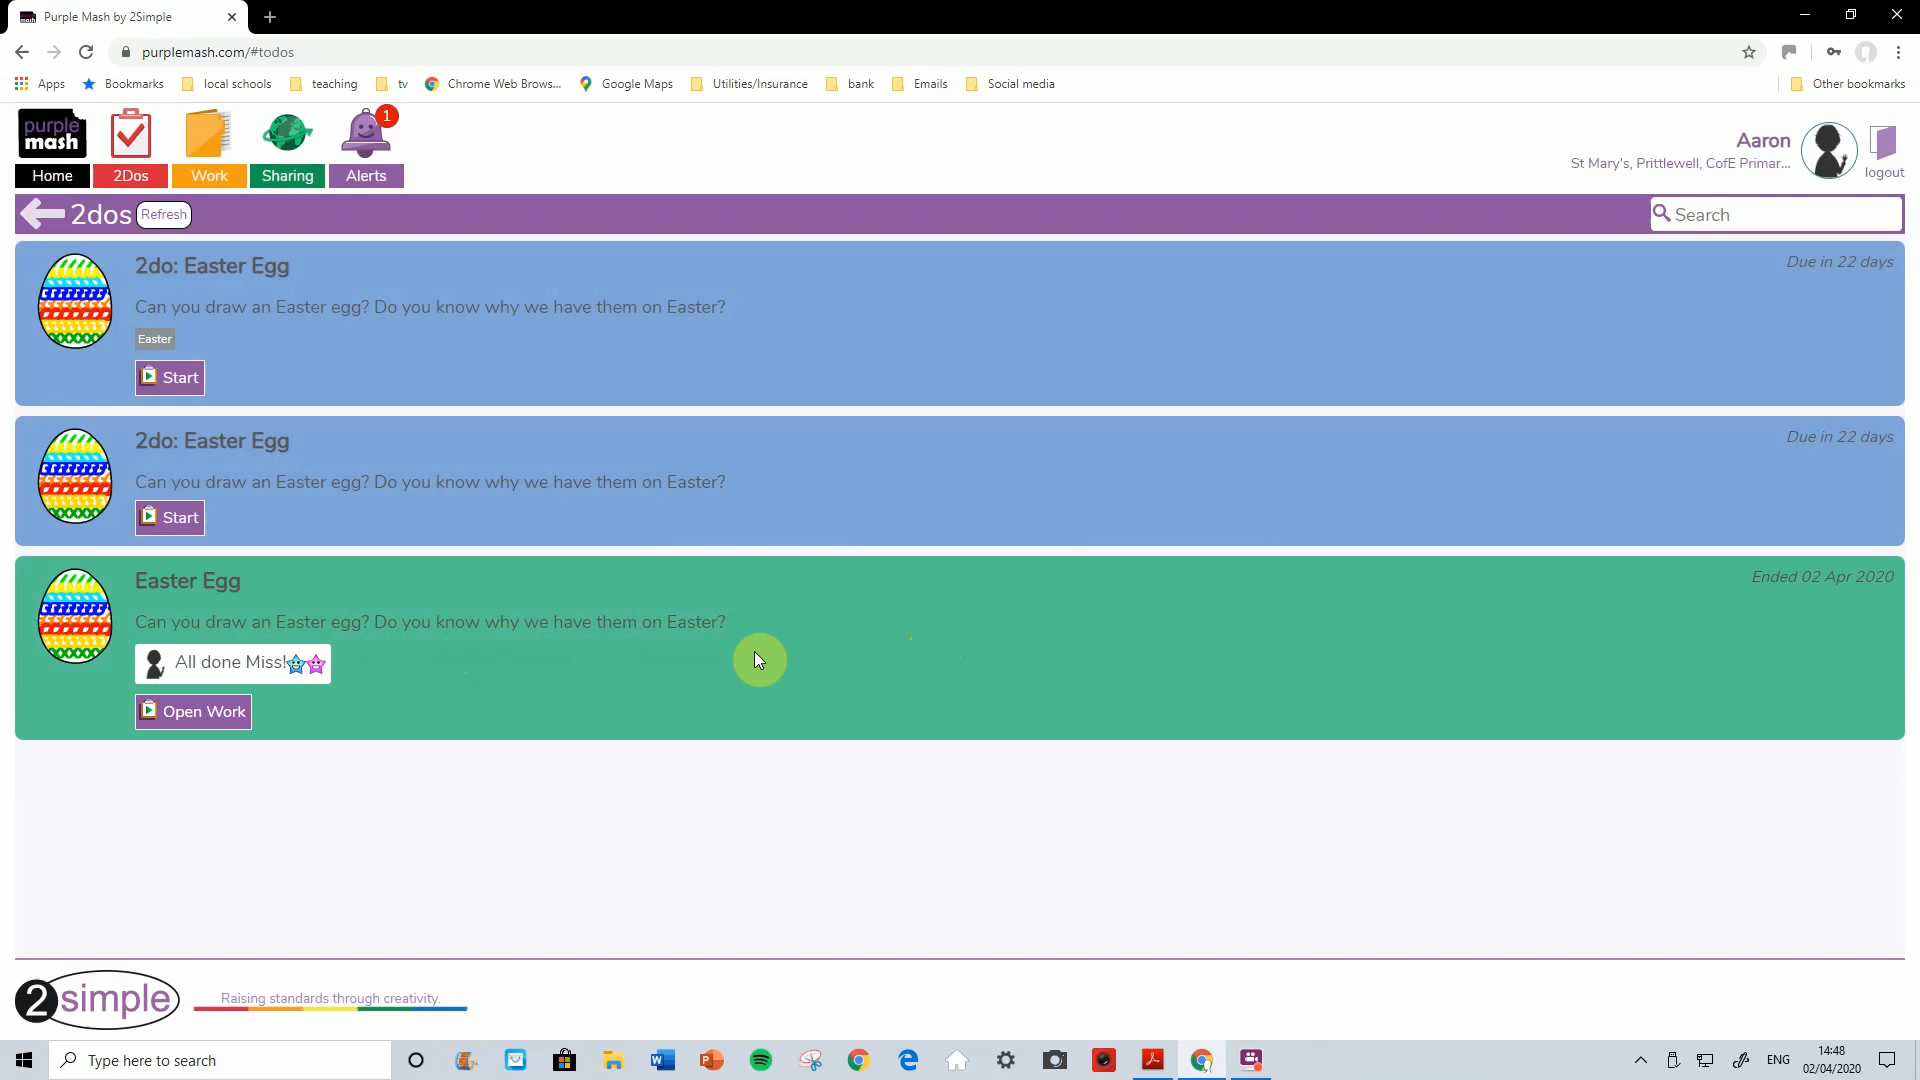 Purple Mash by 2Simple
purplemash.com/#todos
Apps Bookmarks local schools teaching tv Chrome Web Brows... Google Maps Utilities/Insurance bank Emails Social media Other bookmarks
purple
mash
1
Home 2Dos Work Sharing Alerts
Aaron
St Mary's, Prittlewell, CofE Primar...
logout
2dos Refresh Search
2do: Easter Egg Due in 22 days
Can you draw an Easter egg? Do you know why we have them on Easter?
Easter
Start
2do: Easter Egg Due in 22 days
Can you draw an Easter egg? Do you know why we have them on Easter?
Start
Easter Egg Ended 02 Apr 2020
Can you draw an Easter egg? Do you know why we have them on Easter?
All done Miss!
Open Work
2simple Raising standards through creativity.
Type here to search
ENG
14:48
02/04/2020